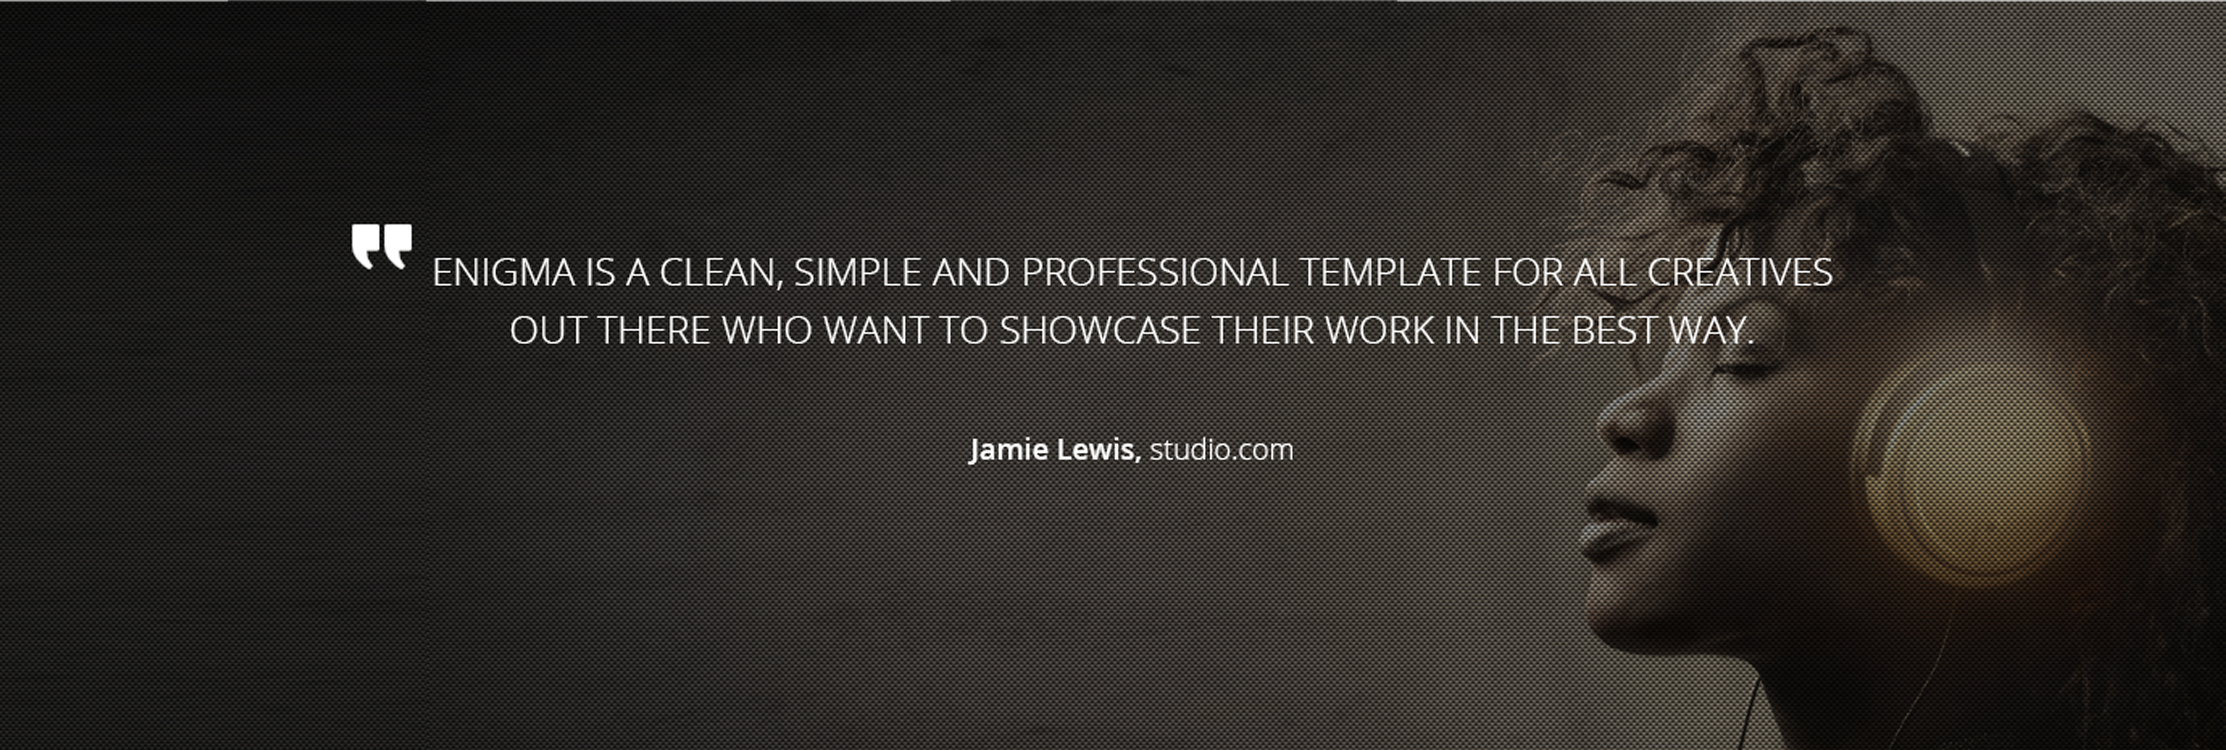 ❞ ENIGMA IS A CLEAN, SIMPLE AND PROFESSIONAL TEMPLATE FOR ALL CREATIVES
OUT THERE WHO WANT TO SHOWCASE THEIR WORK IN THE BEST WAY.
Jamie Lewis, studio.com